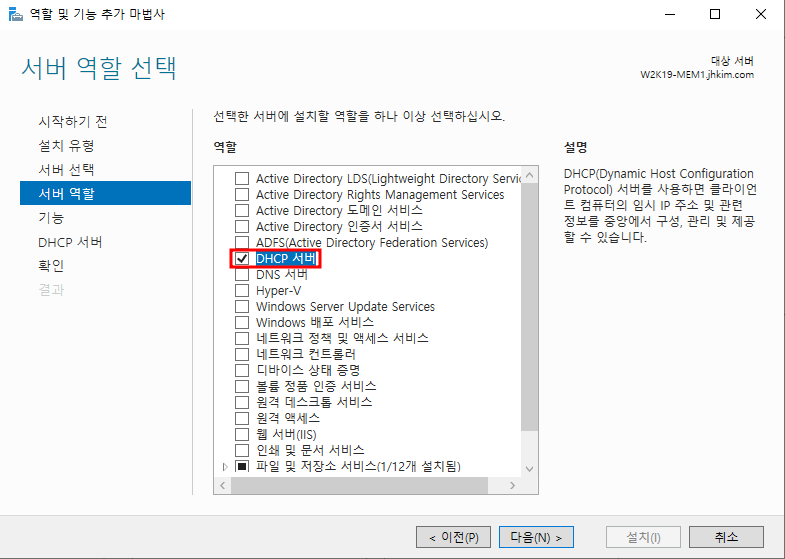 역할 및 기능 추가 마법사
서버 역할 선택
대상 서버
W2K19-MEM1.jhkim.com
시작하기 전
설치 유형
서버 선택
서버 역할
기능
DHCP 서버
확인
결과
선택한 서버에 설치할 역할을 하나 이상 선택하십시오.
역할
Active Directory LDS(Lightweight Directory Servic
Active Directory Rights Management Services
Active Directory 도메인 서비스
Active Directory 인증서 서비스
ADFS(Active Directory Federation Services)
DHCP 서버
DNS 서버
Hyper-V
Windows Server Update Services
Windows 배포 서비스
네트워크 정책 및 액세스 서비스
네트워크 컨트롤러
디바이스 상태 증명
볼륨 정품 인증 서비스
원격 데스크톱 서비스
원격 액세스
웹 서버(IIS)
인쇄 및 문서 서비스
파일 및 저장소 서비스(1/12개 설치됨)
설명
DHCP(Dynamic Host Configuration
Protocol) 서버를 사용하면 클라이언
트 컴퓨터의 임시 IP 주소 및 관련
정보를 중앙에서 구성, 관리 및 제공
할 수 있습니다.
< 이전(P)
다음(N) >
설치(I)
취소